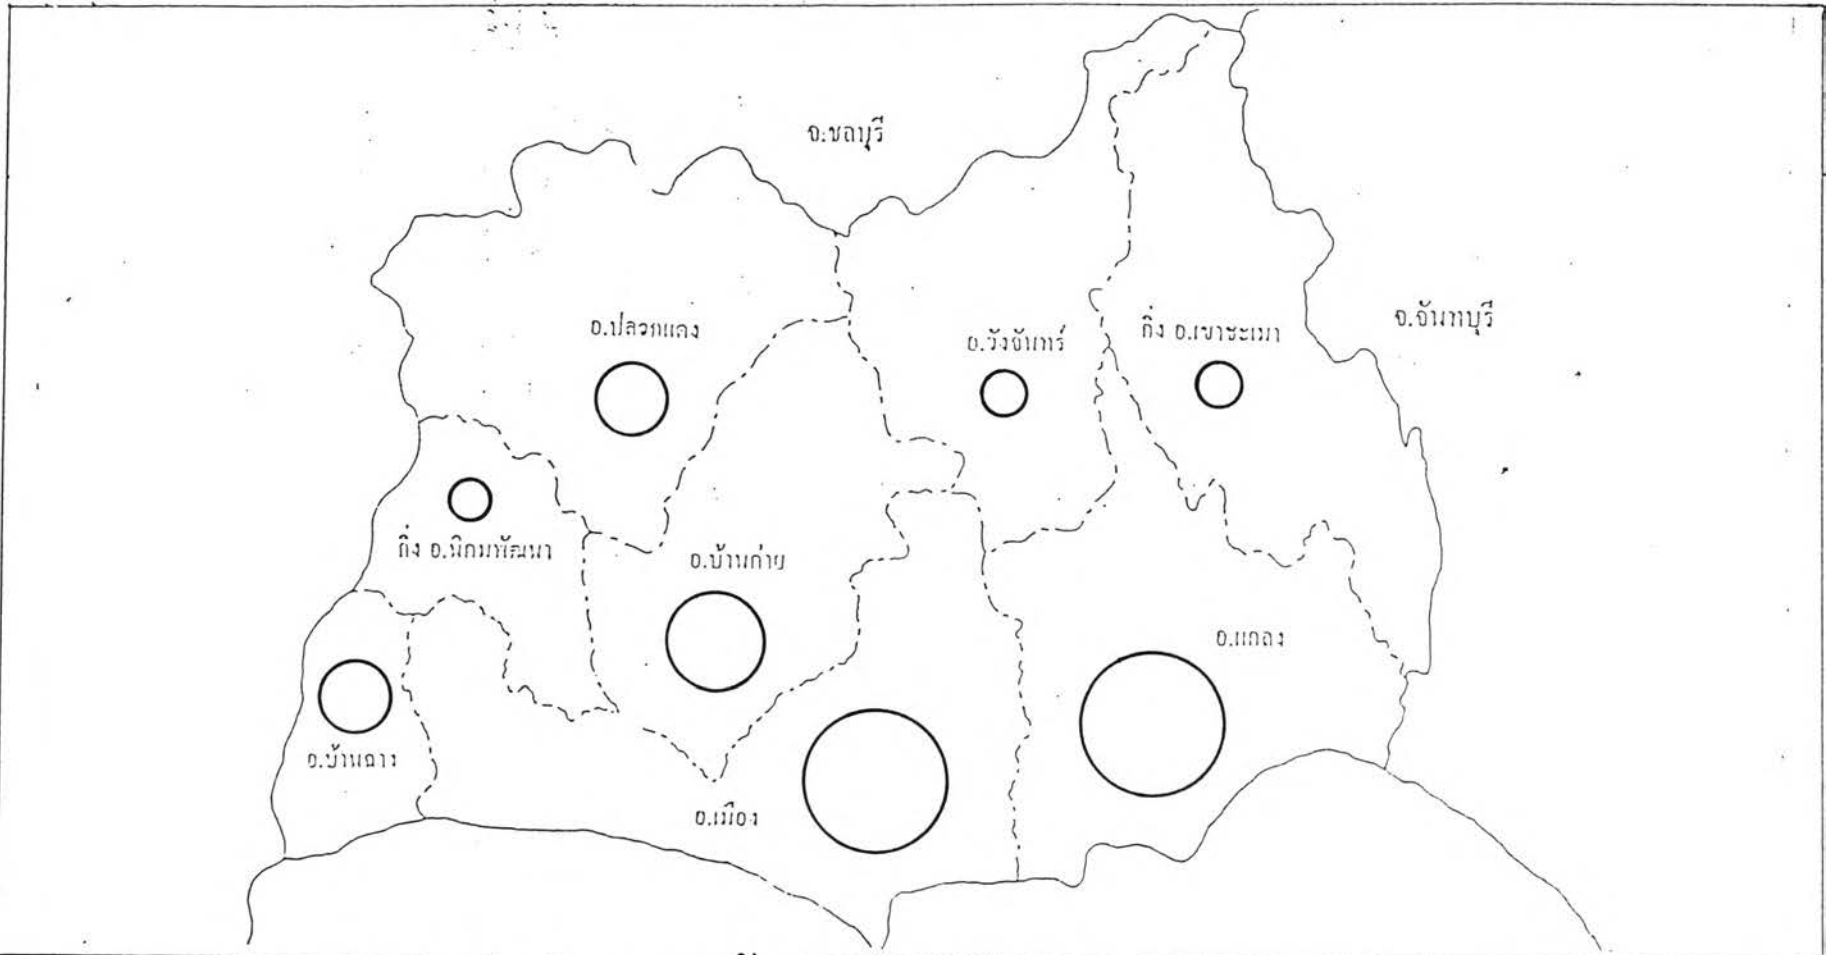 จ.ชลบุรี
จ.จันทบุรี
อ.ปลวกแดง
อ.วังจันทร์
กิ่ง อ.เขาชะเมา
กิ่ง อ.นิคมพัฒนา
อ.บ้านค่าย
อ.แกลง
อ.บ้านฉาง
อ.เมือง